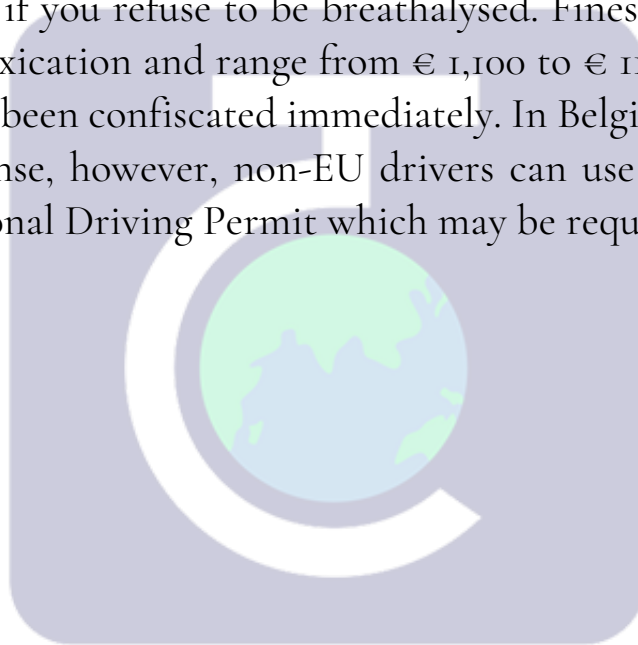 if you refuse to be breathalysed. Fines
xication and range from € 1,100 to € 11
been confiscated immediately. In Belgi
nse, however, non-EU drivers can use
onal Driving Permit which may be requ